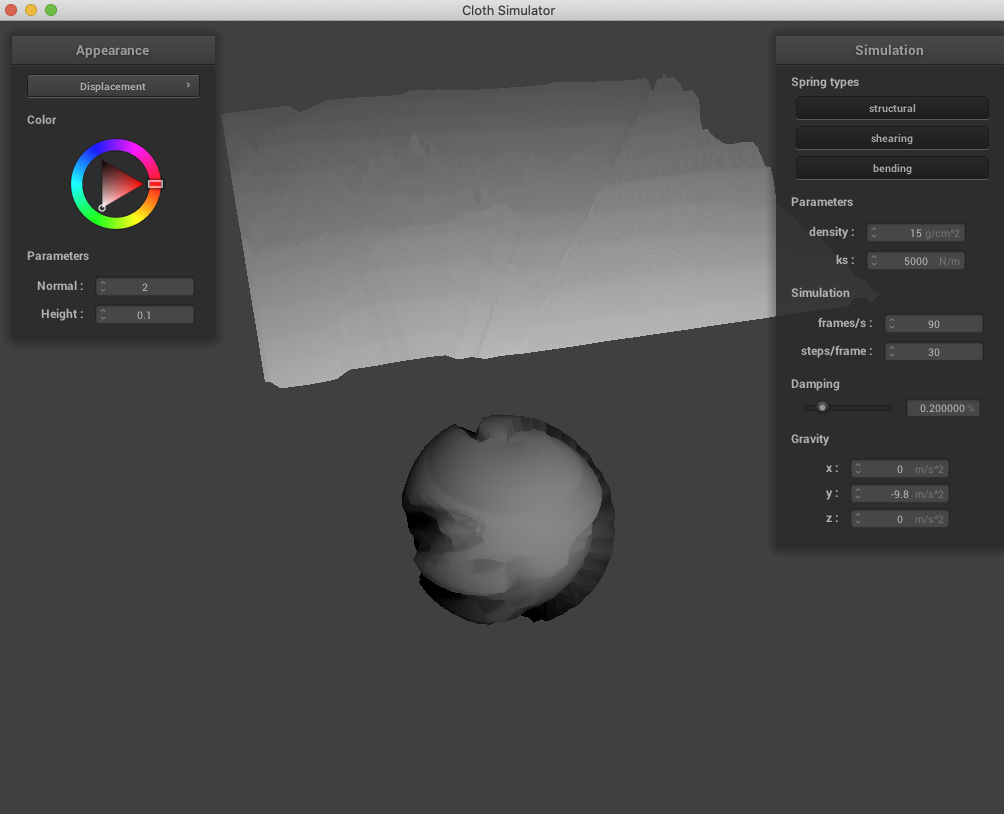 Cloth Simulator
Appearance
Displacement
Color
Parameters
Normal : 2
Height : 0.1
Simulation
Spring types
structural
shearing
bending
Parameters
density : 15 g/cm^2
ks : 5000 N/m
Simulation
frames/s : 90
steps/frame : 30
Damping
0.200000 %
Gravity
x : 0 m/s^2
y : -9.8 m/s^2
z : 0 m/s^2